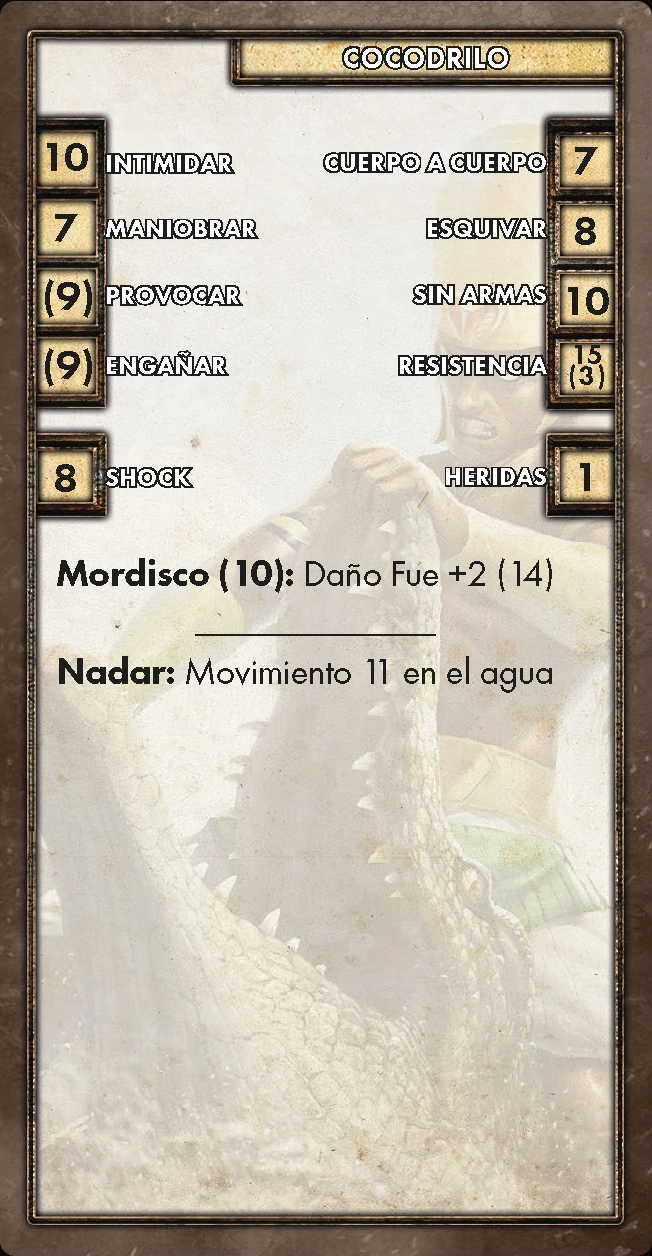 COCODRILO
10 INTIMIDAR
7 MANIOBRAR
(9) PROVOCAR
(9) ENGAÑAR
8 SHOCK
CUERPO A CUERPO 7
ESQUIVAR 8
SIN ARMAS 10
RESISTENCIA 15
(3)
HERIDAS 1
Mordisco (10): Daño Fue +2 (14)
Nadar: Movimiento 11 en el agua